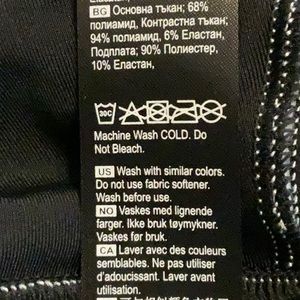 BG Основна тъкан; 68%
полиамид, Контрастна тъкан;
94% полиамид, 6% Еластан,
Подплата; 90% Полиестер,
10% Еластан,
30C
Machine Wash COLD. Do
Not Bleach.
US Wash with similar colors.
Do not use fabric softener.
Wash before use.
NO Vaskes med lignende
farger. Ikke bruk tøymykner.
Vaskes før bruk.
CA Laver avec des couleurs
semblables. Ne pas utiliser
d'adoucissant. Laver avant